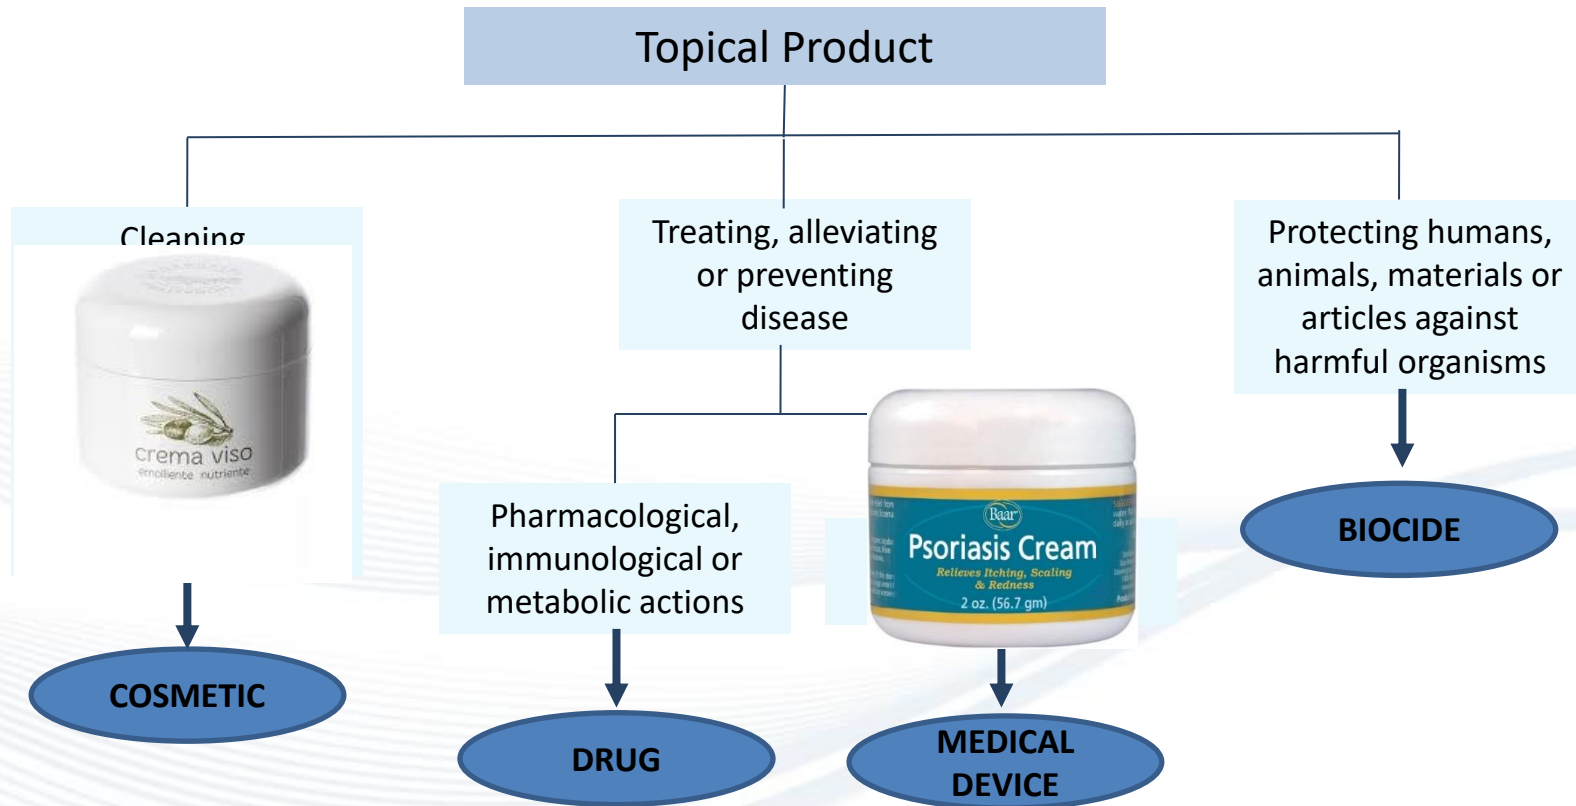 Topical Product
Cleaning
crema viso
emolliente nutriente
Treating, alleviating
or preventing
disease
Protecting humans,
animals, materials or
articles against
harmful organisms
Pharmacological,
immunological or
metabolic actions
Baar
Psoriasis Cream
Relieves Itching, Scaling
& Redness
2 oz. (56.7 gm)
BIOCIDE
COSMETIC
DRUG
MEDICAL
DEVICE